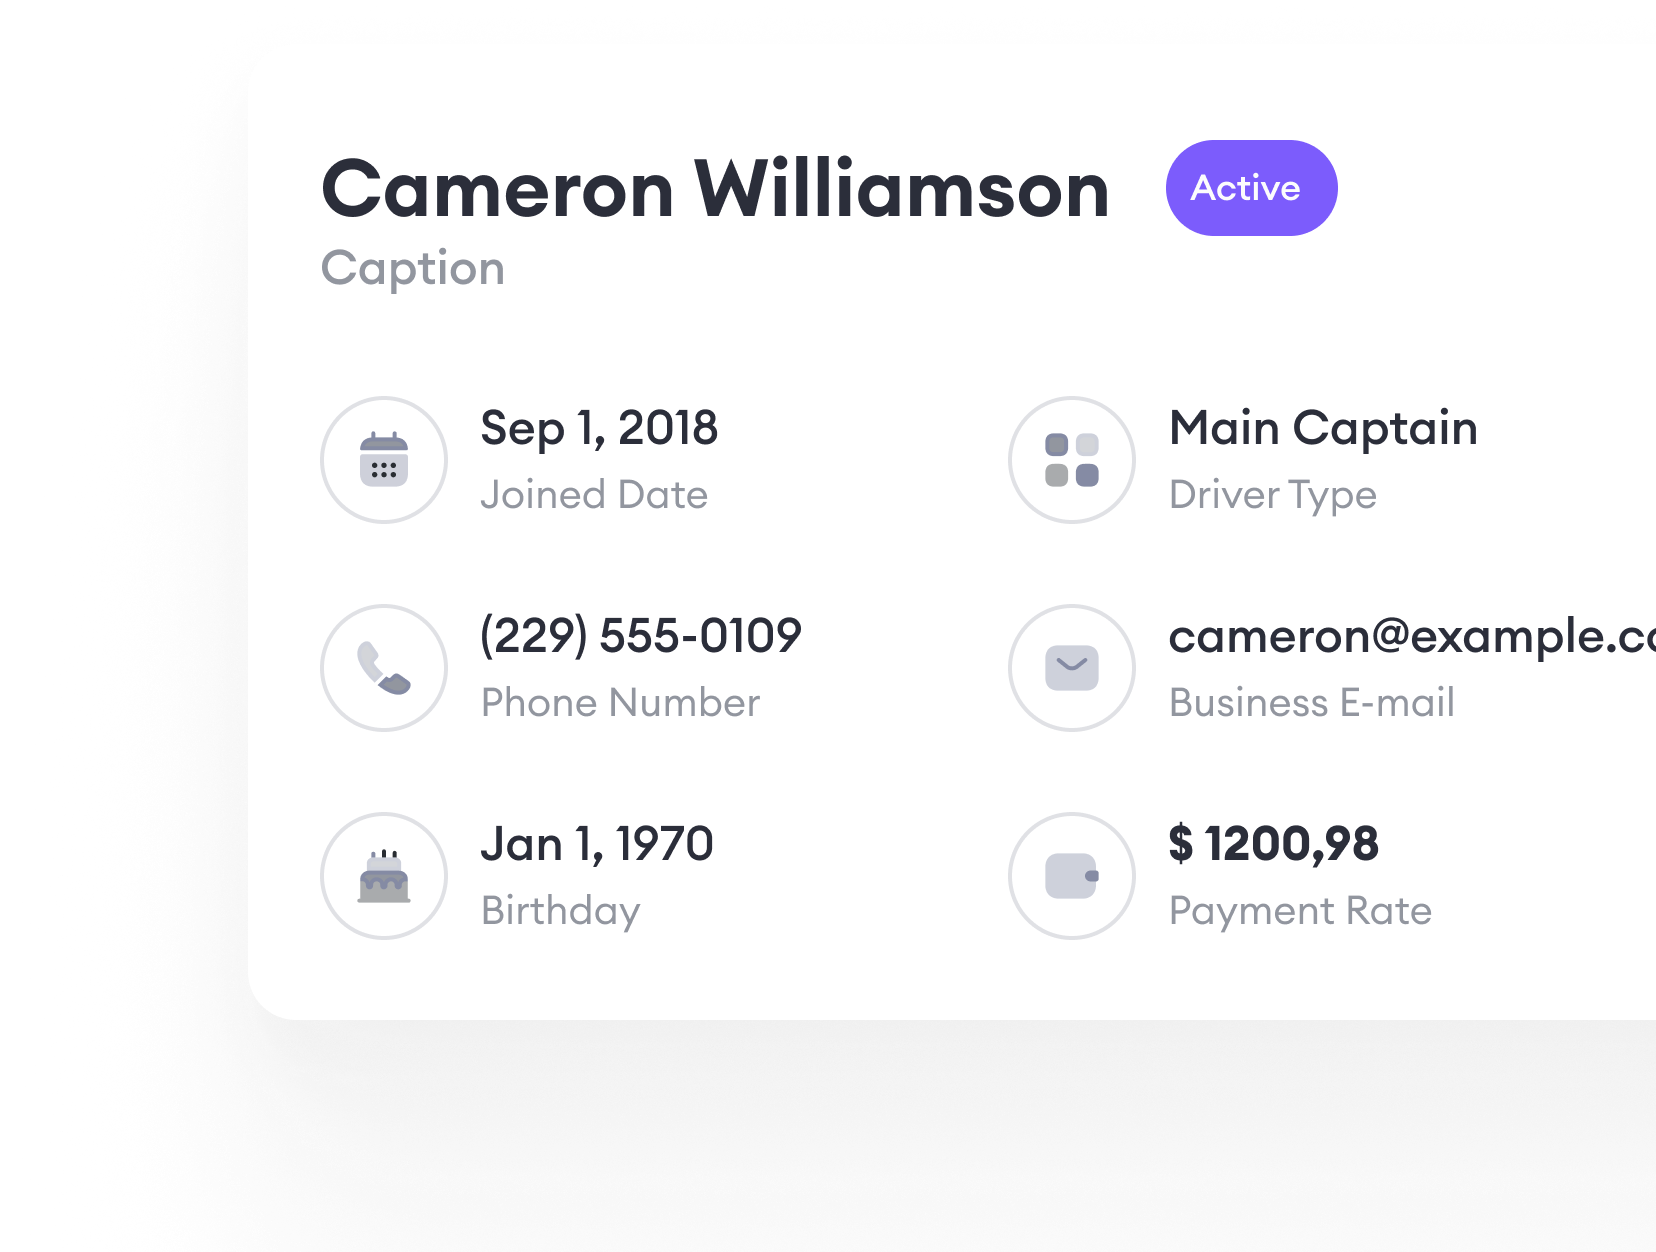 Cameron Williamson
Active
Caption
Sep 1, 2018
Joined Date
Main Captain
Driver Type
(229) 555-0109
Phone Number
cameron@example.co
Business E-mail
Jan 1, 1970
Birthday
$ 1200,98
Payment Rate